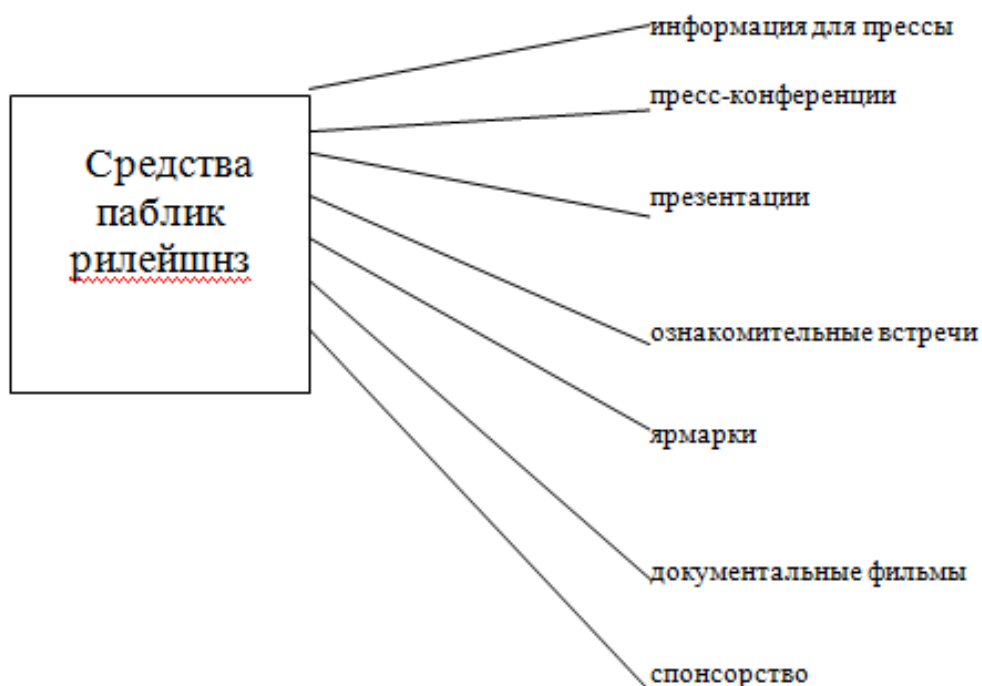 информация для прессы
пресс-конференции
Средства
паблик
рилейшнз
презентации
ознакомительные встречи
ярмарки
документальные фильмы
спонсорство